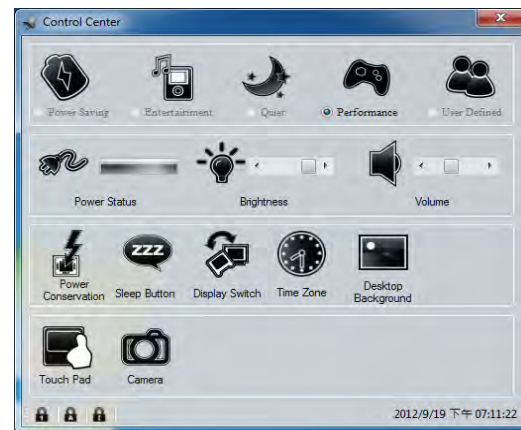 Control Center
Power Saving Entertainment Quiet Performance User Defined
Power Status Brightness Volume
ZZZ
Power Conservation Sleep Button Display Switch Time Zone Desktop Background
Touch Pad Camera
2012/9/19 下午 07:11:22